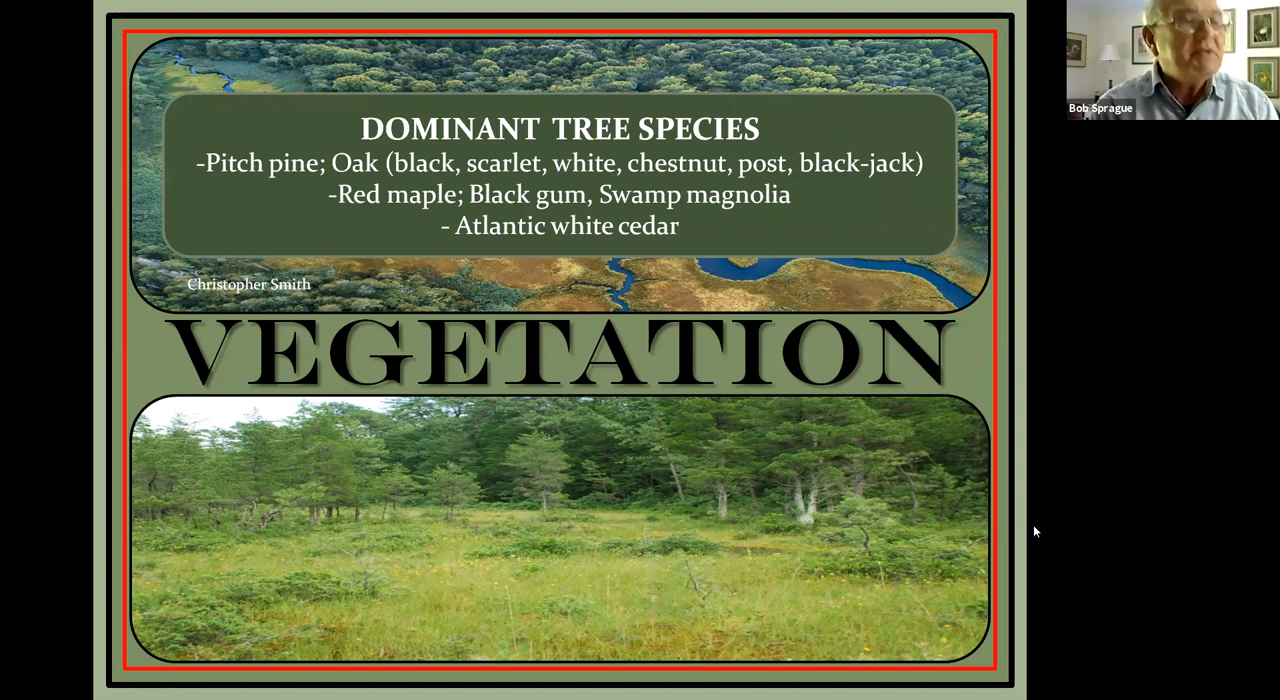 DOMINANT TREE SPECIES
-Pitch pine; Oak (black, scarlet, white, chestnut, post, black-jack)
-Red maple; Black gum, Swamp magnolia
- Atlantic white cedar
Christopher Smith
VEGETATION
Bob Sprague